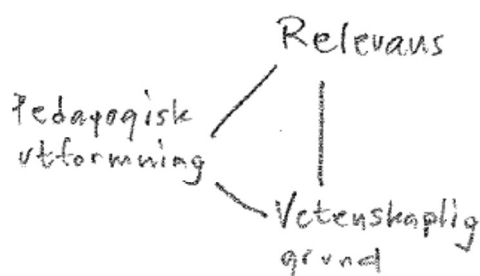 Relevans
Pedagogisk
utformning
Vetenskaplig
grund